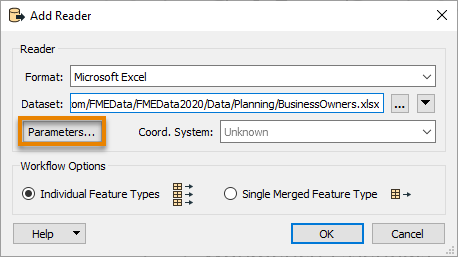 Add Reader
Reader
Format: Microsoft Excel
Dataset: om/FMEData/FMEData2020/Data/Planning/BusinessOwners.xlsx ...
Parameters... Coord. System: Unknown
Workflow Options
Individual Feature Types Single Merged Feature Type
Help OK Cancel